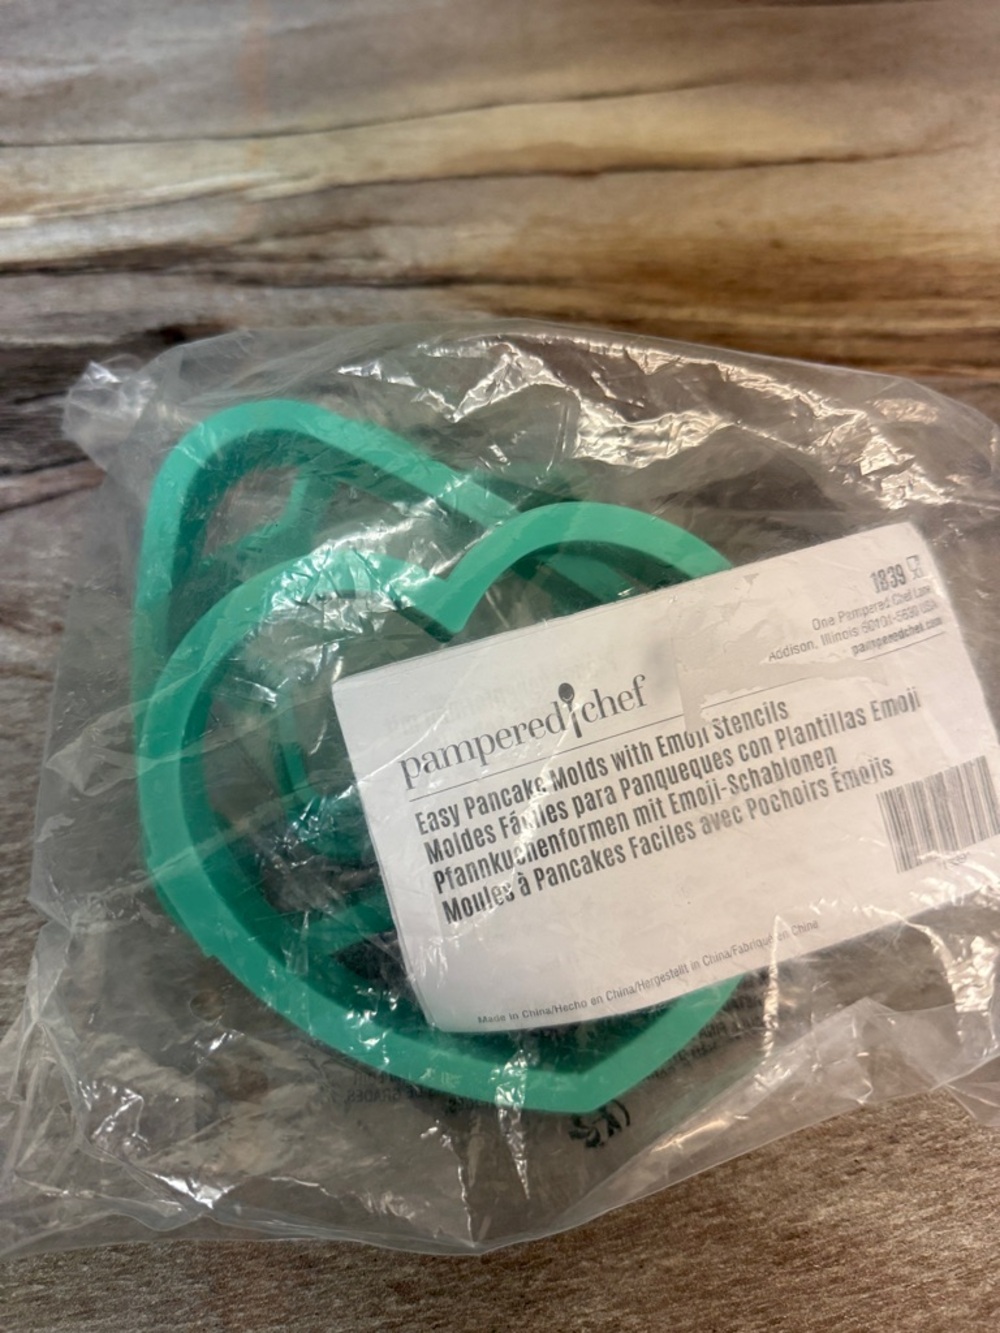 1839
One Pampered Chef Lane
Addison, Illinois 60101-5630 USA
pamperedchef.com
pampered chef
Easy Pancake Molds with Emoji Stencils
Moldes Fáciles para Panqueques con Plantillas Emoji
Pfannkuchenformen mit Emoji-Schablonen
Moules à Pancakes Faciles avec Pochoirs Émojis
Made in China/Hecho en China/Hergestellt in China/Fabriqué en Chine